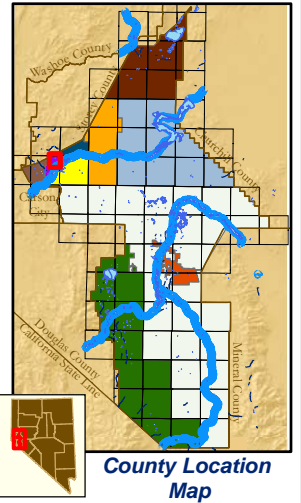 Washoe County
Storey County
Churchill County
Carson
City
Douglas County
California State Line
Mineral County
County Location
Map